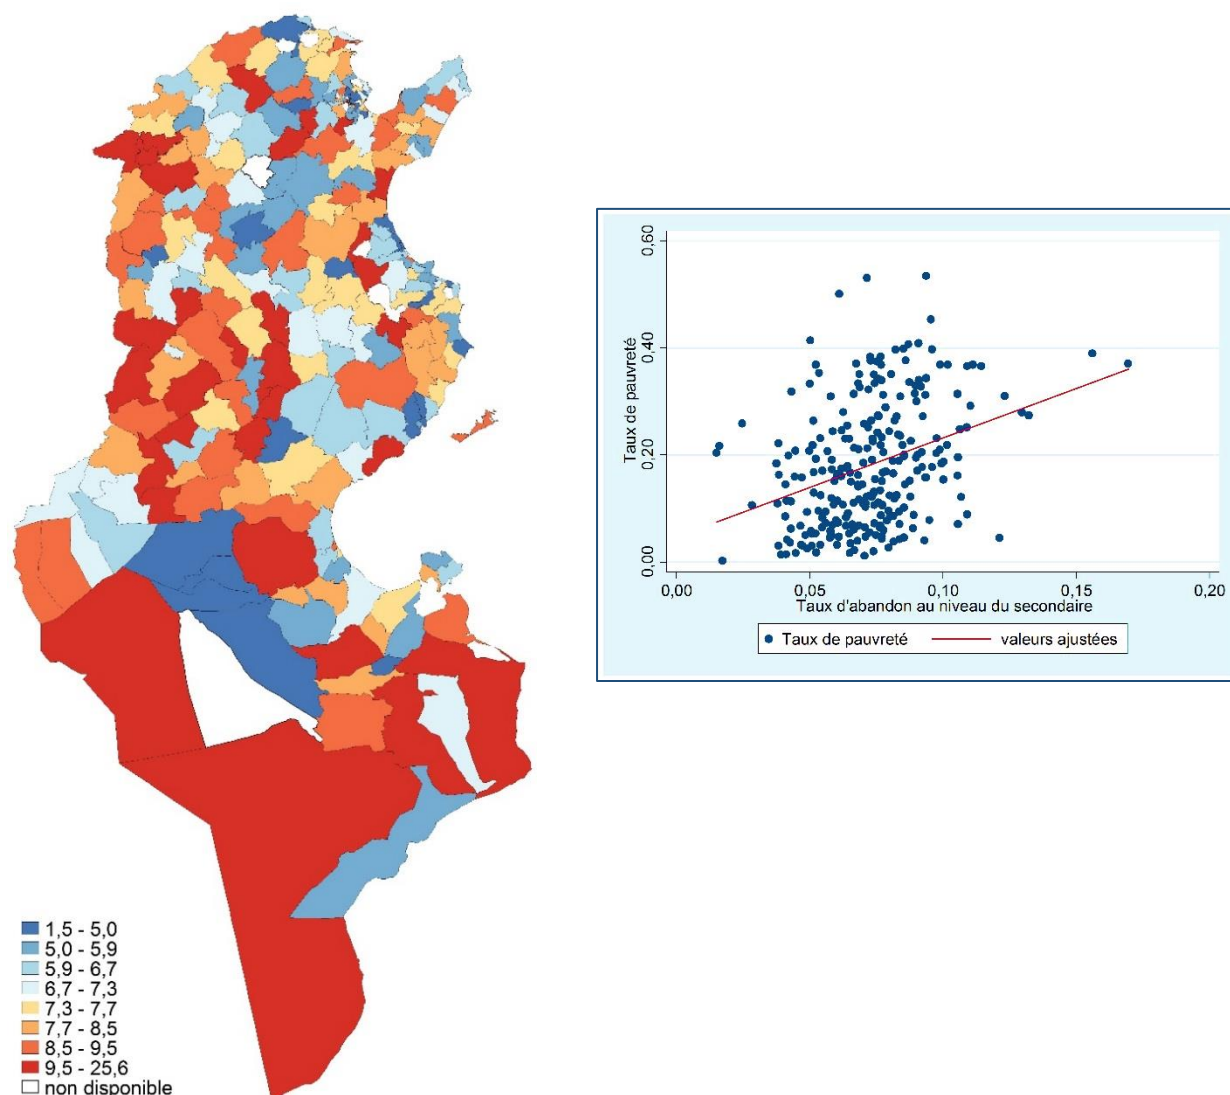 1,5 - 5,0
5,0 - 5,9
5,9 - 6,7
6,7 - 7,3
7,3 - 7,7
7,7 - 8,5
8,5 - 9,5
9,5 - 25,6
non disponible
Taux de pauvreté
0,60
0,40
0,20
0,00
0,00 0,05 0,10 0,15 0,20
Taux d'abandon au niveau du secondaire
Taux de pauvreté valeurs ajustées